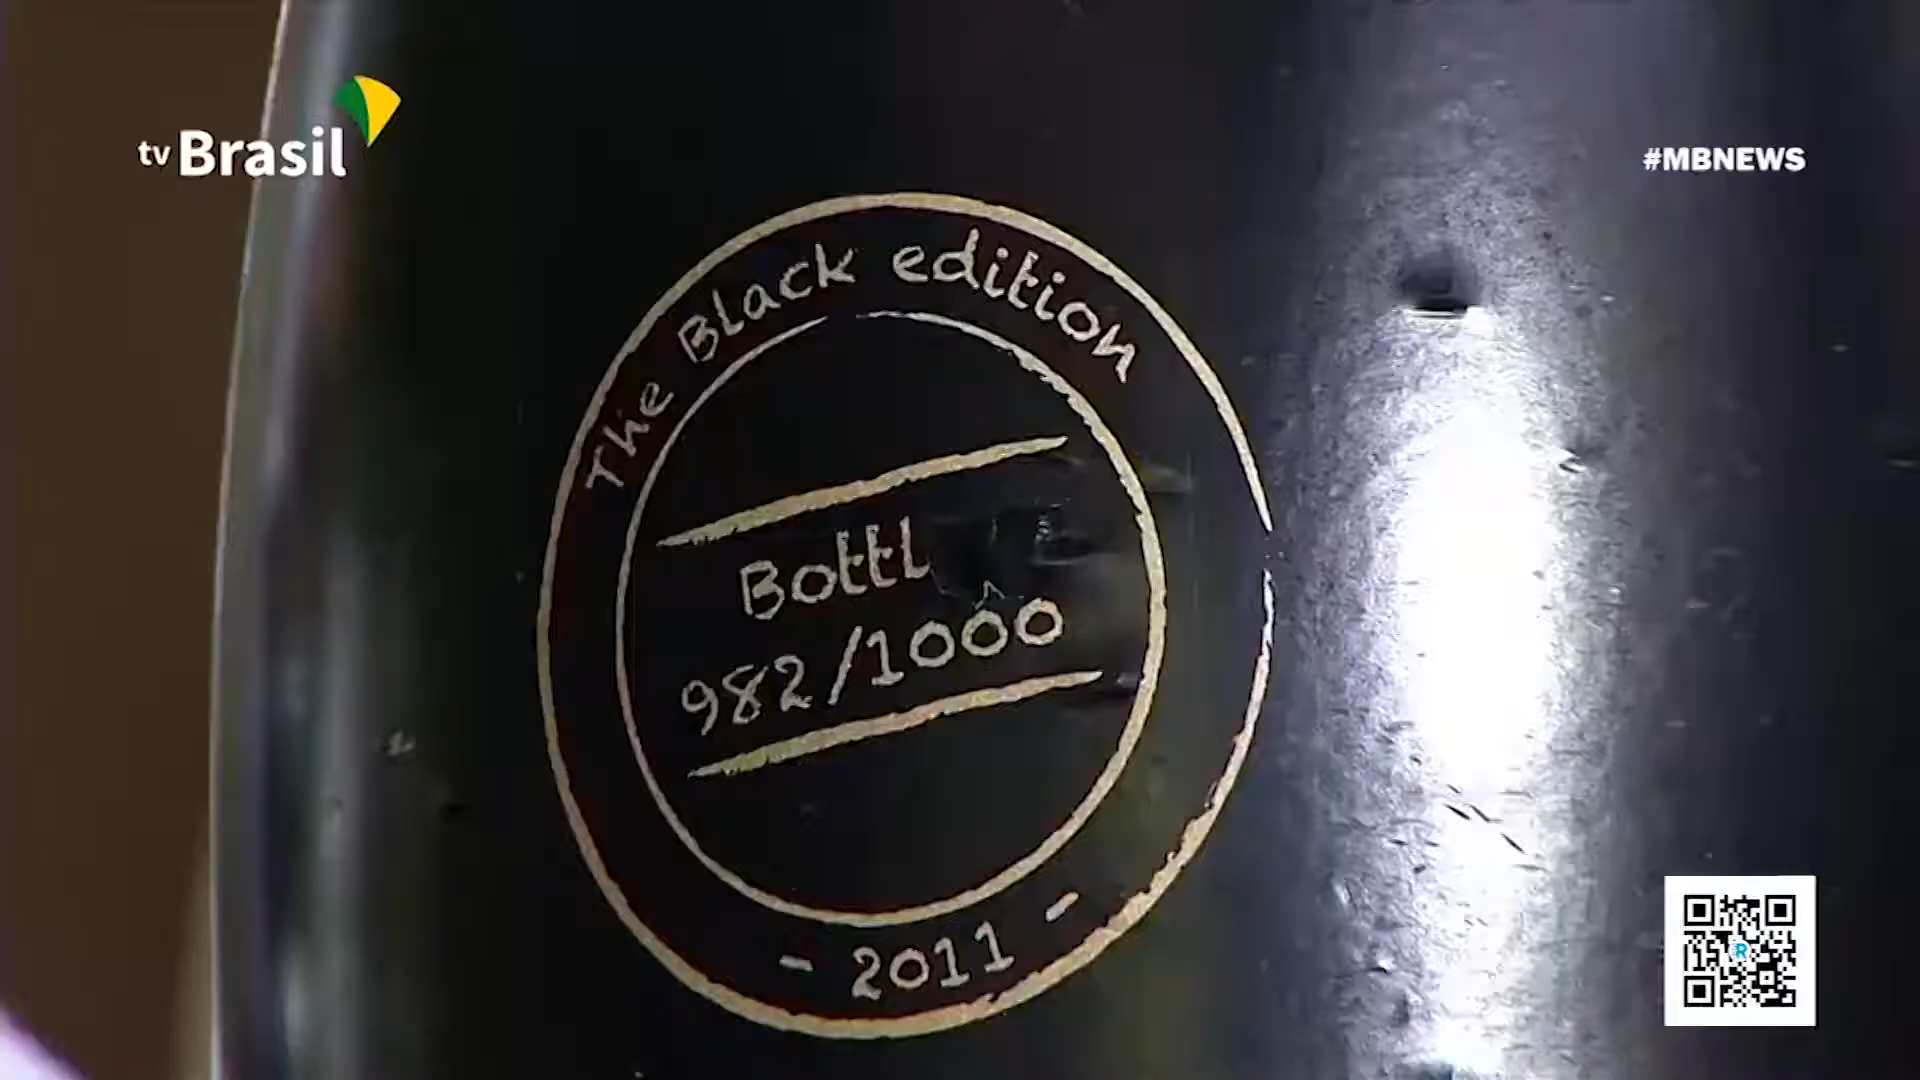 tv Brasil
#MBNEWS
The Black edition
Bottl
982/1000
- 2011 -